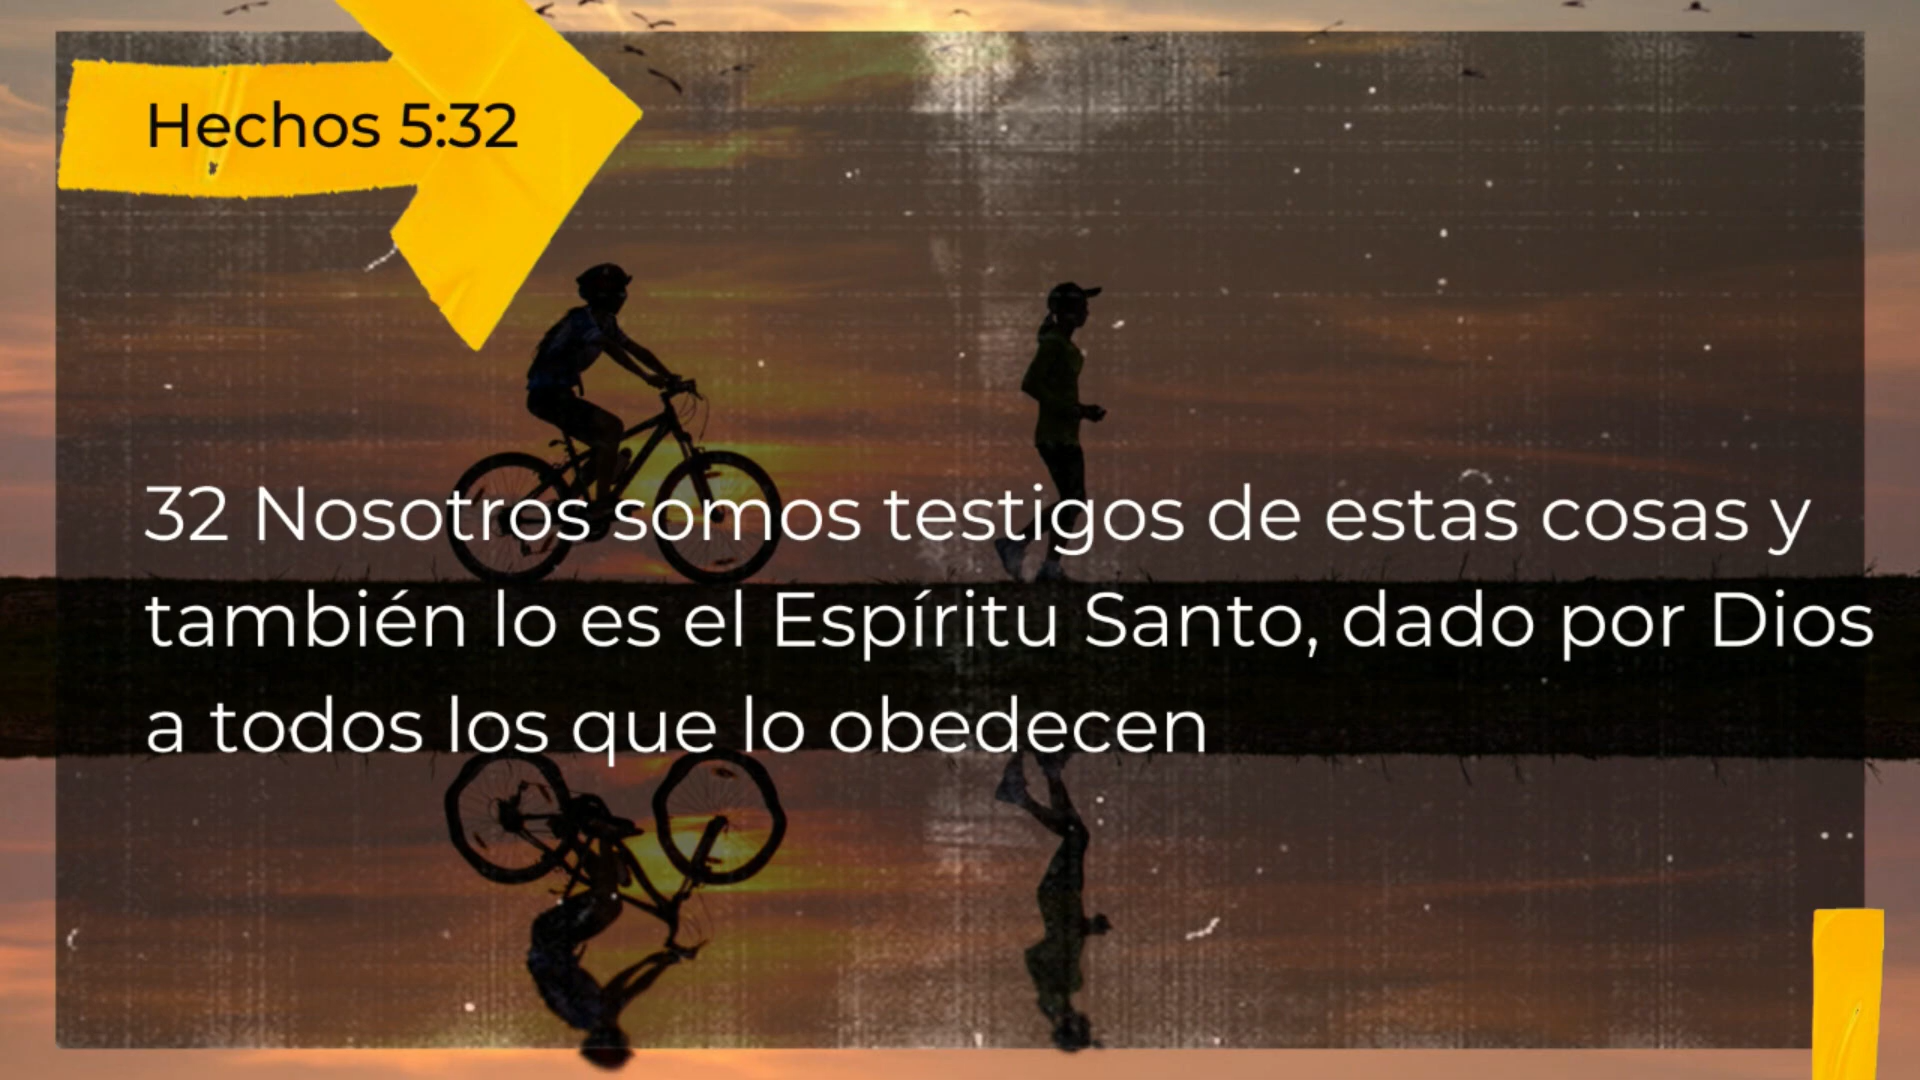 Hechos 5:32
32 Nosotros somos testigos de estas cosas y
también lo es el Espíritu Santo, dado por Dios
a todos los que lo obedecen